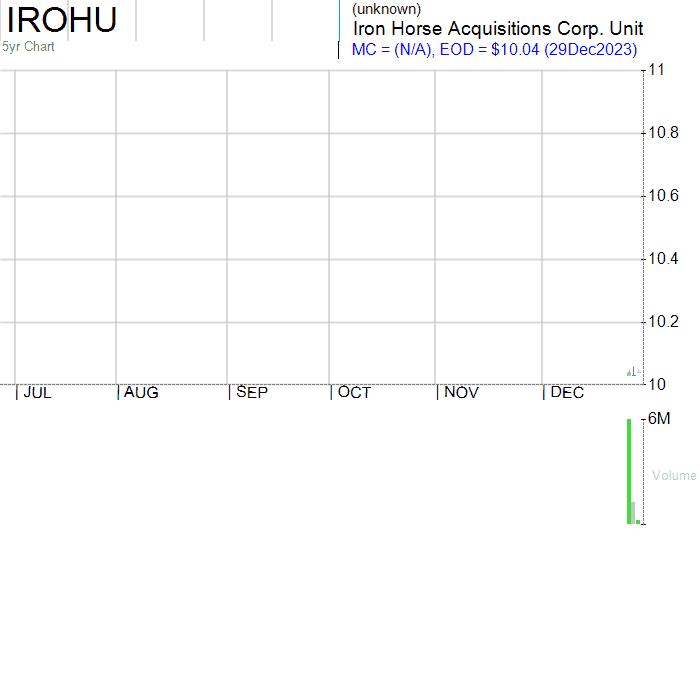 IROHU
5yr Chart
(unknown)
Iron Horse Acquisitions Corp. Unit
MC = (N/A), EOD = $10.04 (29Dec2023)
11
10.8
10.6
10.4
10.2
10
JUL AUG SEP OCT NOV DEC
6M
Volume